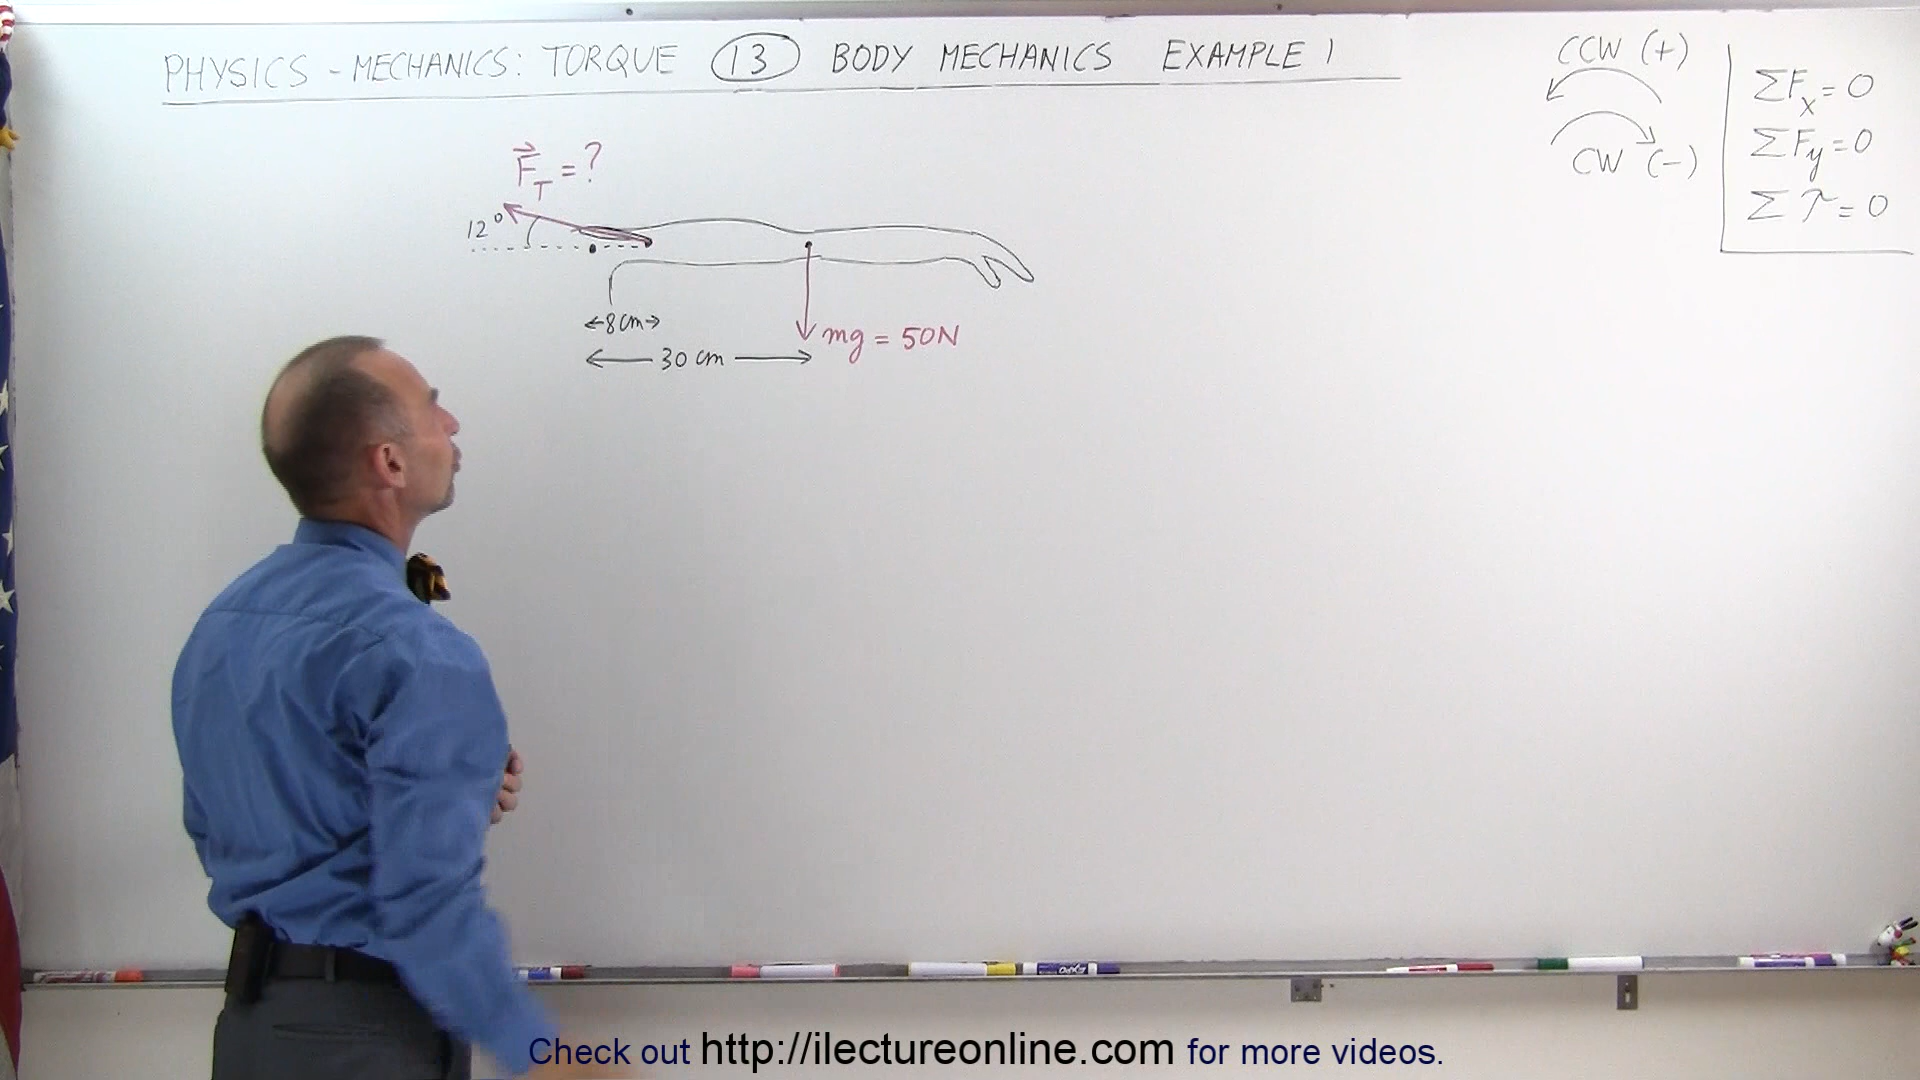 PHYSICS - MECHANICS: TORQUE 13 BODY MECHANICS EXAMPLE 1
CCW (+)
CW (-)
ΣFx = 0
ΣFy = 0
Στ = 0
F⃗T = ?
12°
8 cm
mg = 50N
30 cm
EXPO
Check out http://ilectureonline.com for more videos.